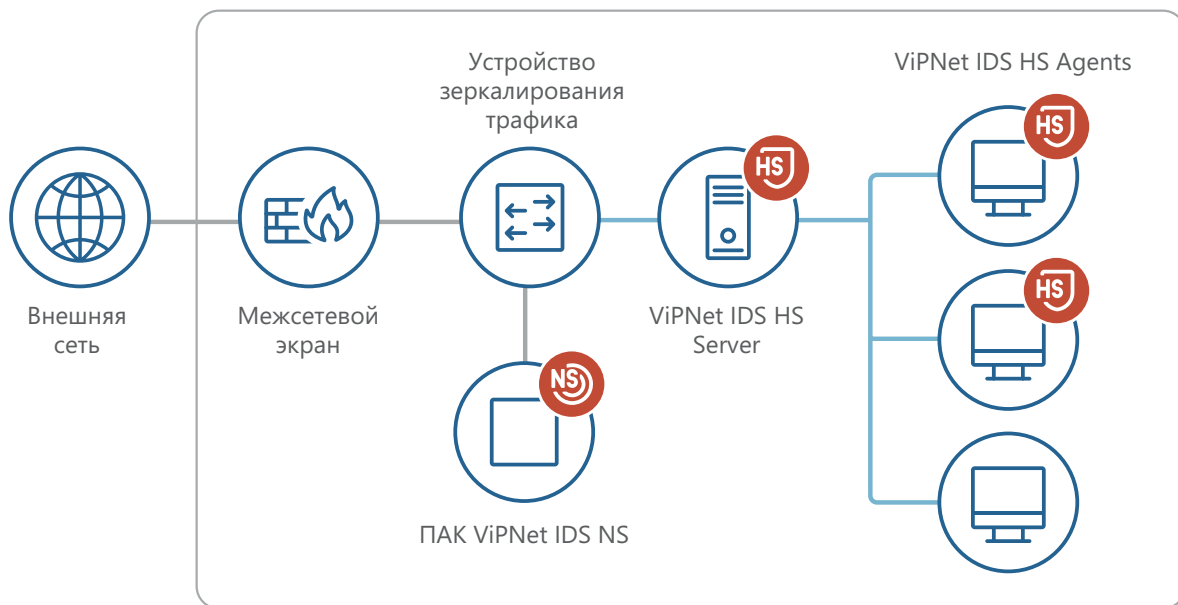 Устройство
зеркалирования
трафика
ViPNet IDS HS Agents
HS
HS
Внешняя
сеть
Межсетевой
экран
ViPNet IDS HS
Server
HS
NS
ПАК ViPNet IDS NS